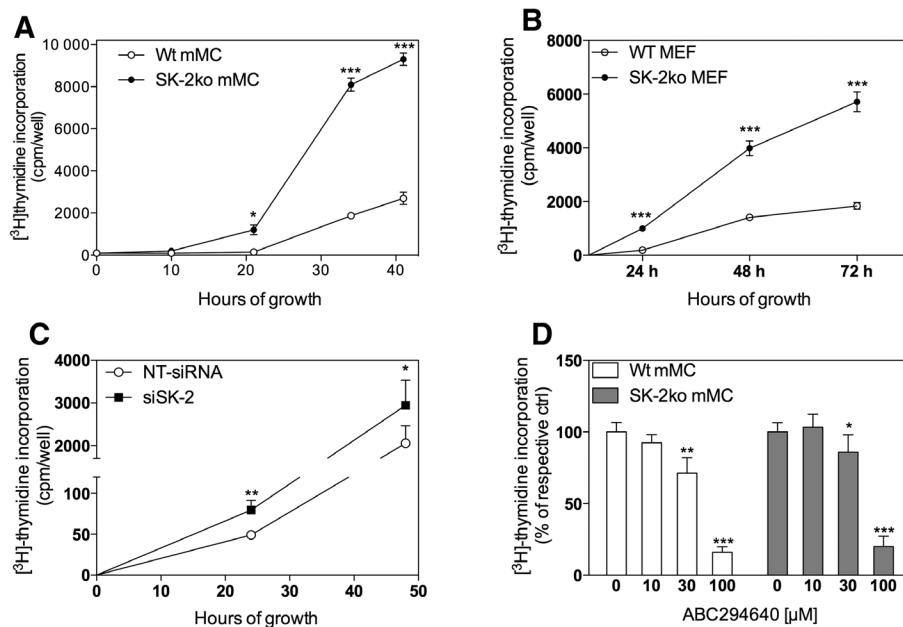 A
10 000
8000
6000
4000
2000
0
[³H]thymidine incorporation
(cpm/well)
Wt mMC
SK-2ko mMC
*
***
***
0 10 20 30 40
Hours of growth
B
8000
6000
4000
2000
0
[³H]-thymidine incorporation
(cpm/well)
WT MEF
SK-2ko MEF
***
***
***
24 h 48 h 72 h
Hours of growth
C
4000
3000
2000
100
50
0
[³H]-thymidine incorporation
(cpm/well)
NT-siRNA
siSK-2
**
*
0 10 20 30 40 50
Hours of growth
D
150
100
50
0
[³H]-thymidine incorporation
(% of respective ctrl)
Wt mMC
SK-2ko mMC
**
***
*
***
0 10 30 100 0 10 30 100
ABC294640 [µM]